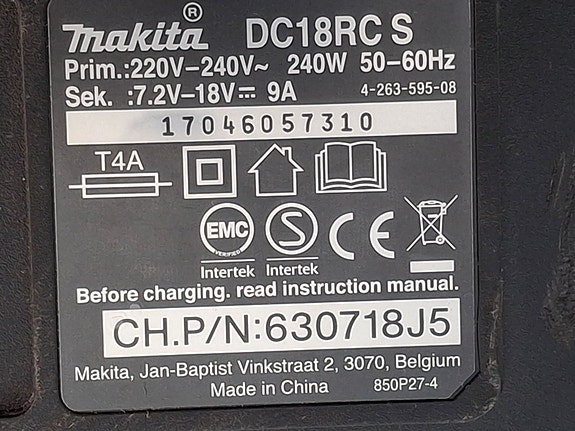 makita® DC18RC S
Prim.:220V–240V~ 240W 50–60Hz
Sek. :7.2V–18V⎓ 9A 4-263-595-08
17046057310
T4A
EMC S CE
VERIFIED
Intertek Intertek
Before charging. read instruction manual.
CH.P/N:630718J5
Makita, Jan-Baptist Vinkstraat 2, 3070, Belgium
Made in China 850P27-4